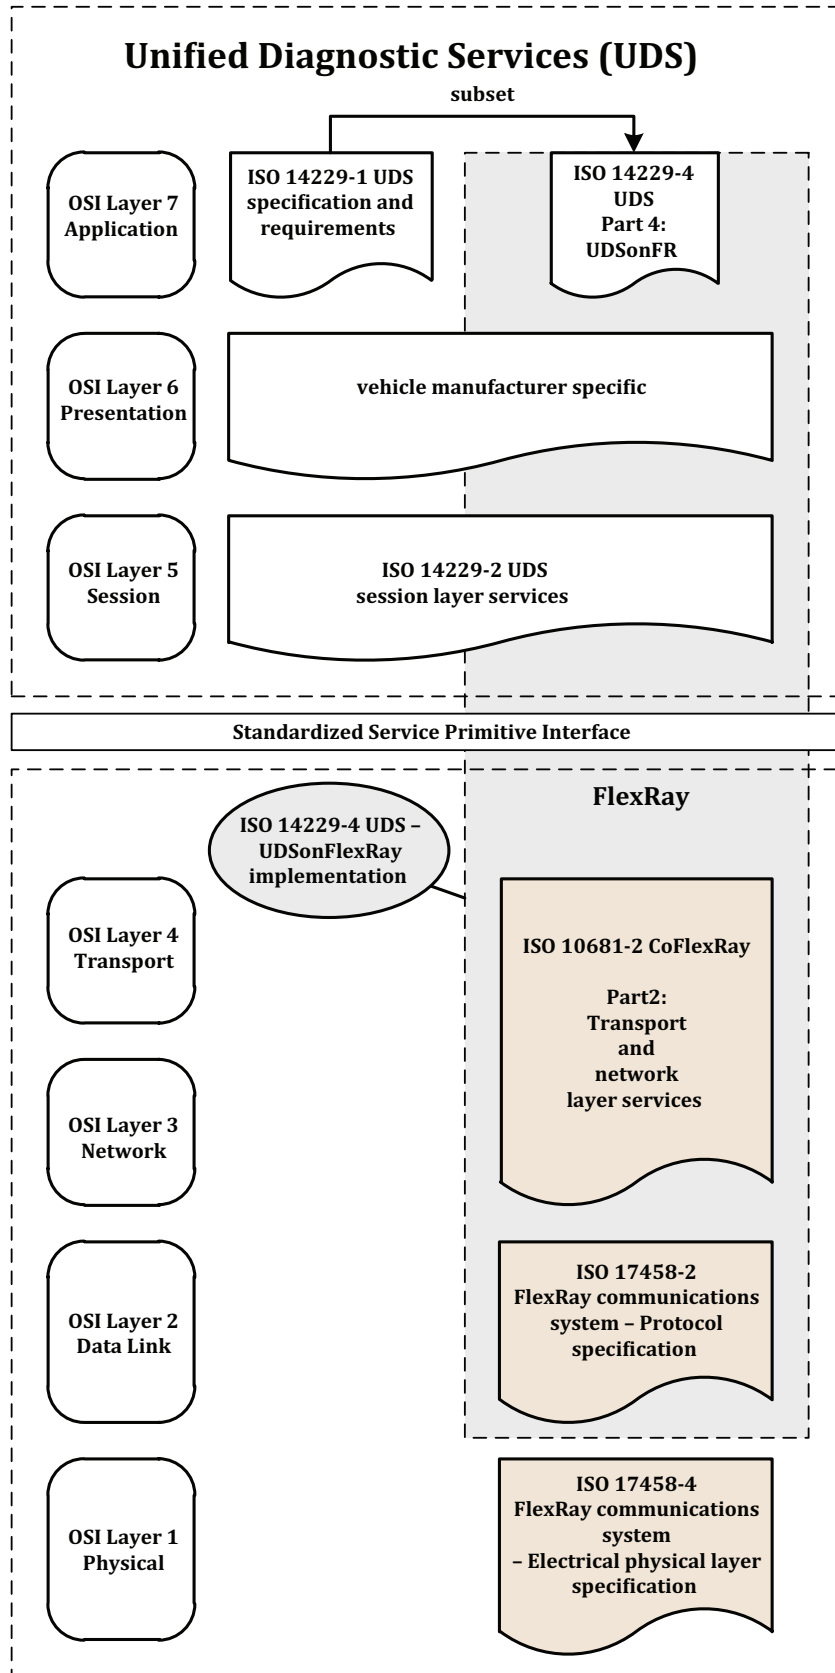 Unified Diagnostic Services (UDS)
subset
OSI Layer 7
Application
ISO 14229-1 UDS
specification and
requirements
ISO 14229-4
UDS
Part 4:
UDSonFR
OSI Layer 6
Presentation
vehicle manufacturer specific
OSI Layer 5
Session
ISO 14229-2 UDS
session layer services
Standardized Service Primitive Interface
FlexRay
ISO 14229-4 UDS –
UDSonFlexRay
implementation
OSI Layer 4
Transport
ISO 10681-2 CoFlexRay
Part2:
Transport
and
network
layer services
OSI Layer 3
Network
OSI Layer 2
Data Link
ISO 17458-2
FlexRay communications
system – Protocol
specification
OSI Layer 1
Physical
ISO 17458-4
FlexRay communications
system
– Electrical physical layer
specification